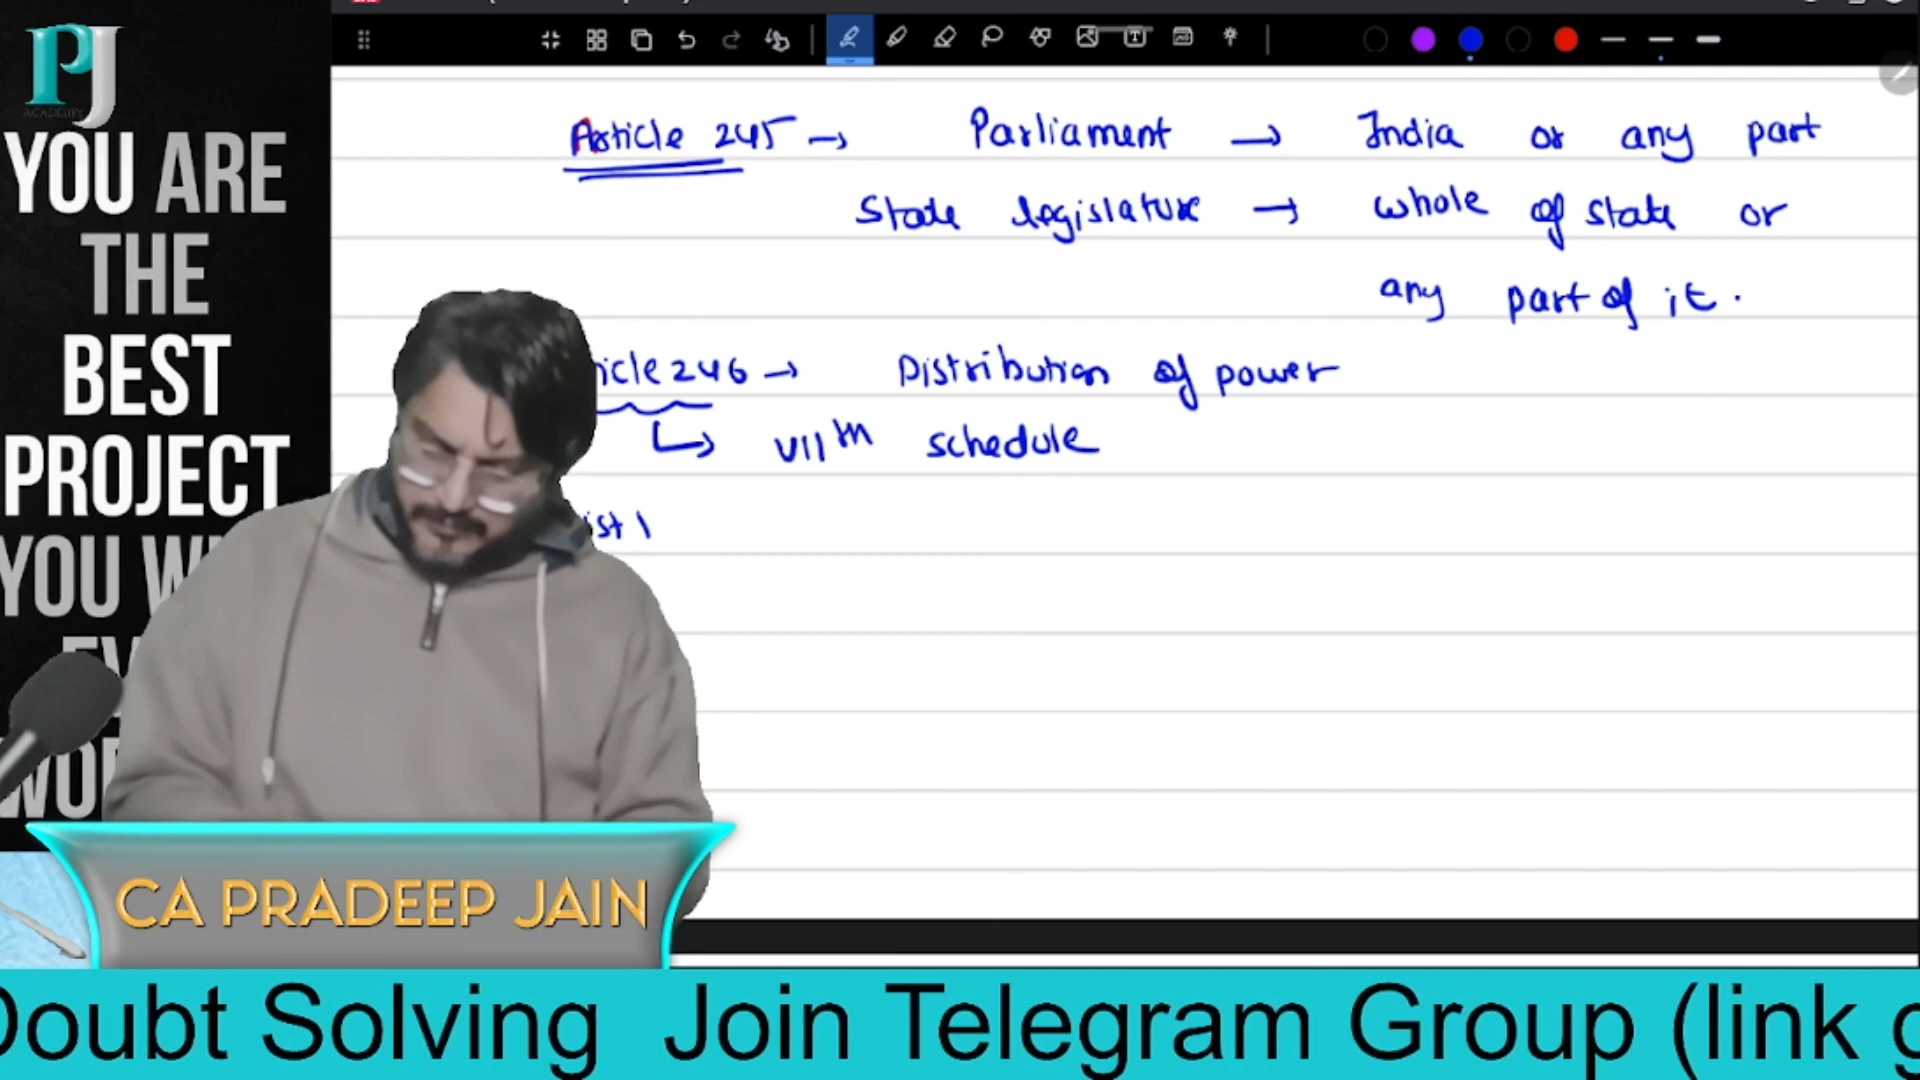 PJ
ACADEMY
YOU ARE
THE
BEST
PROJECT
YOU
Article 245 → Parliament → India or any part
State legislature → whole of state or
any part of it.
icle 246 → Distribution of power
VIIth schedule
ist 1
CA PRADEEP JAIN
Doubt Solving Join Telegram Group (link g